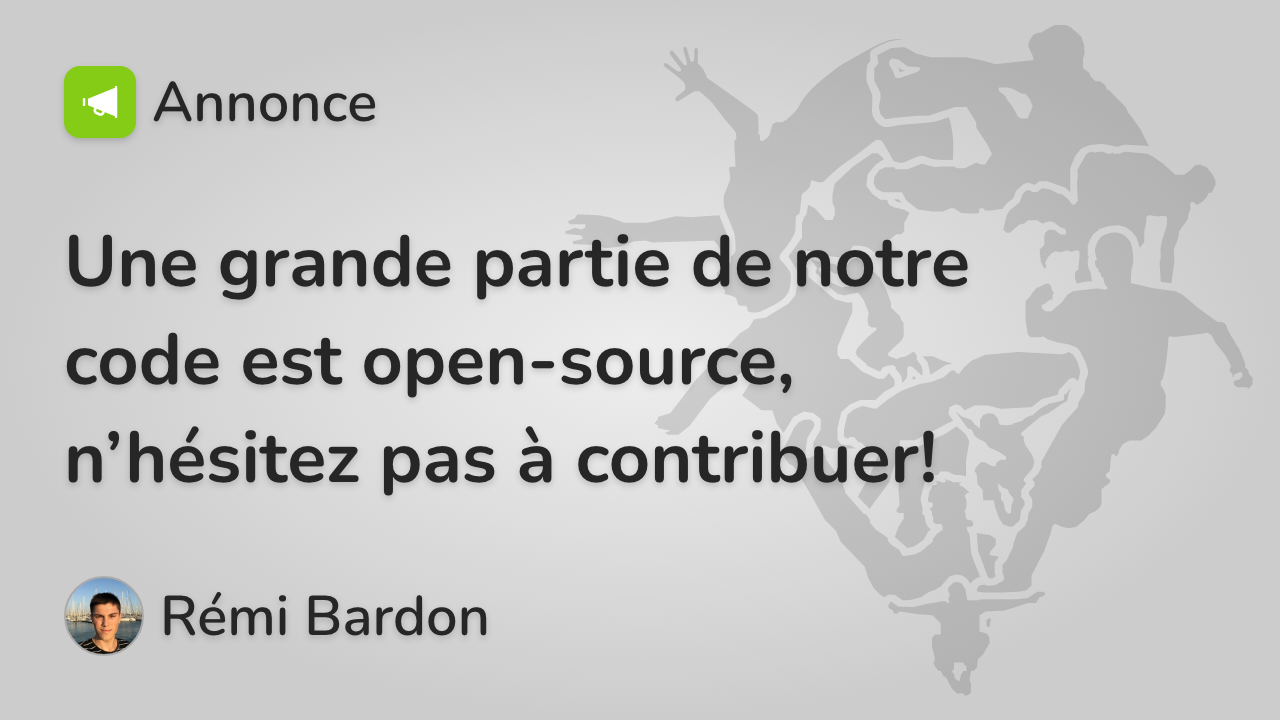 Annonce
Une grande partie de notre
code est open-source,
n’hésitez pas à contribuer!
Rémi Bardon